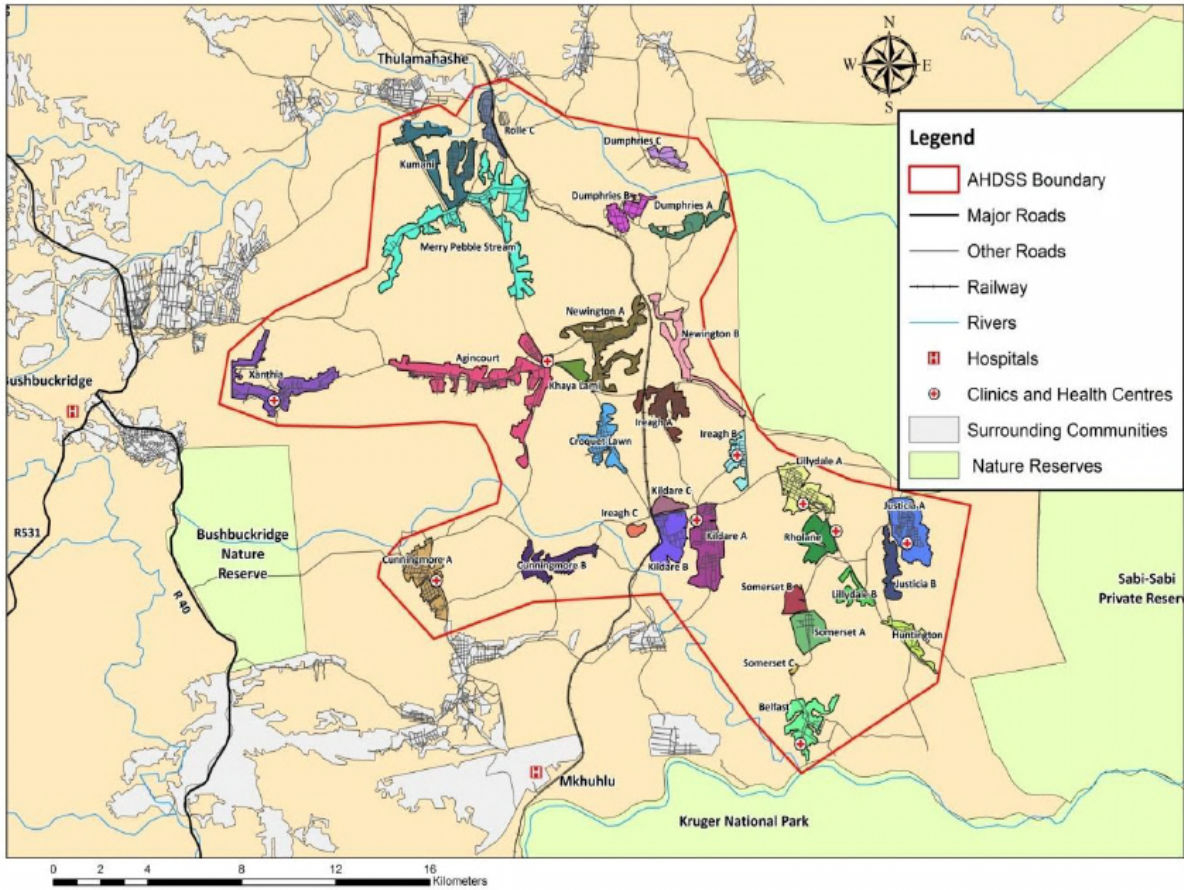 Thulamahashe
N
W
E
S
Rolle C
Kumani
Dumphries C
Dumphries B
Dumphries A
Merry Pebble Stream
Newington A
Newington B
Agincourt
Khaya Lami
Xanthia
Bushbuckridge
H
Ireagh A
Croquet Lawn
Ireagh B
Lillydale A
Kildare C
Ireagh C
Justicia A
Kildare A
Rholane
R531
Bushbuckridge
Nature
Reserve
Cunningmore A
Cunningmore B
Kildare B
Somerset B
Lillydale B
Justicia B
Sabi-Sabi
Private
R 40
Somerset A
Huntington
Somerset C
Belfast
H
Mkhuhlu
Kruger National Park
Legend
AHDSS Boundary
Major Roads
Other Roads
Railway
Rivers
H Hospitals
Clinics and Health Centres
Surrounding Communities
Nature Reserves
0 2 4 8 12 16
Kilometers